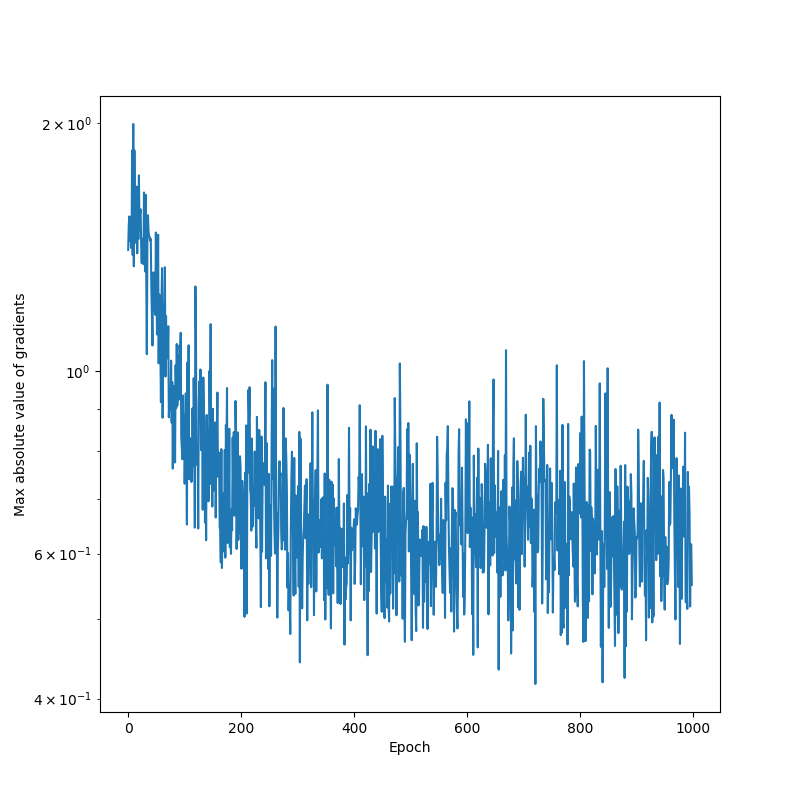 2 × 10⁰
10⁰
6 × 10⁻¹
4 × 10⁻¹
Max absolute value of gradients
0 200 400 600 800 1000
Epoch